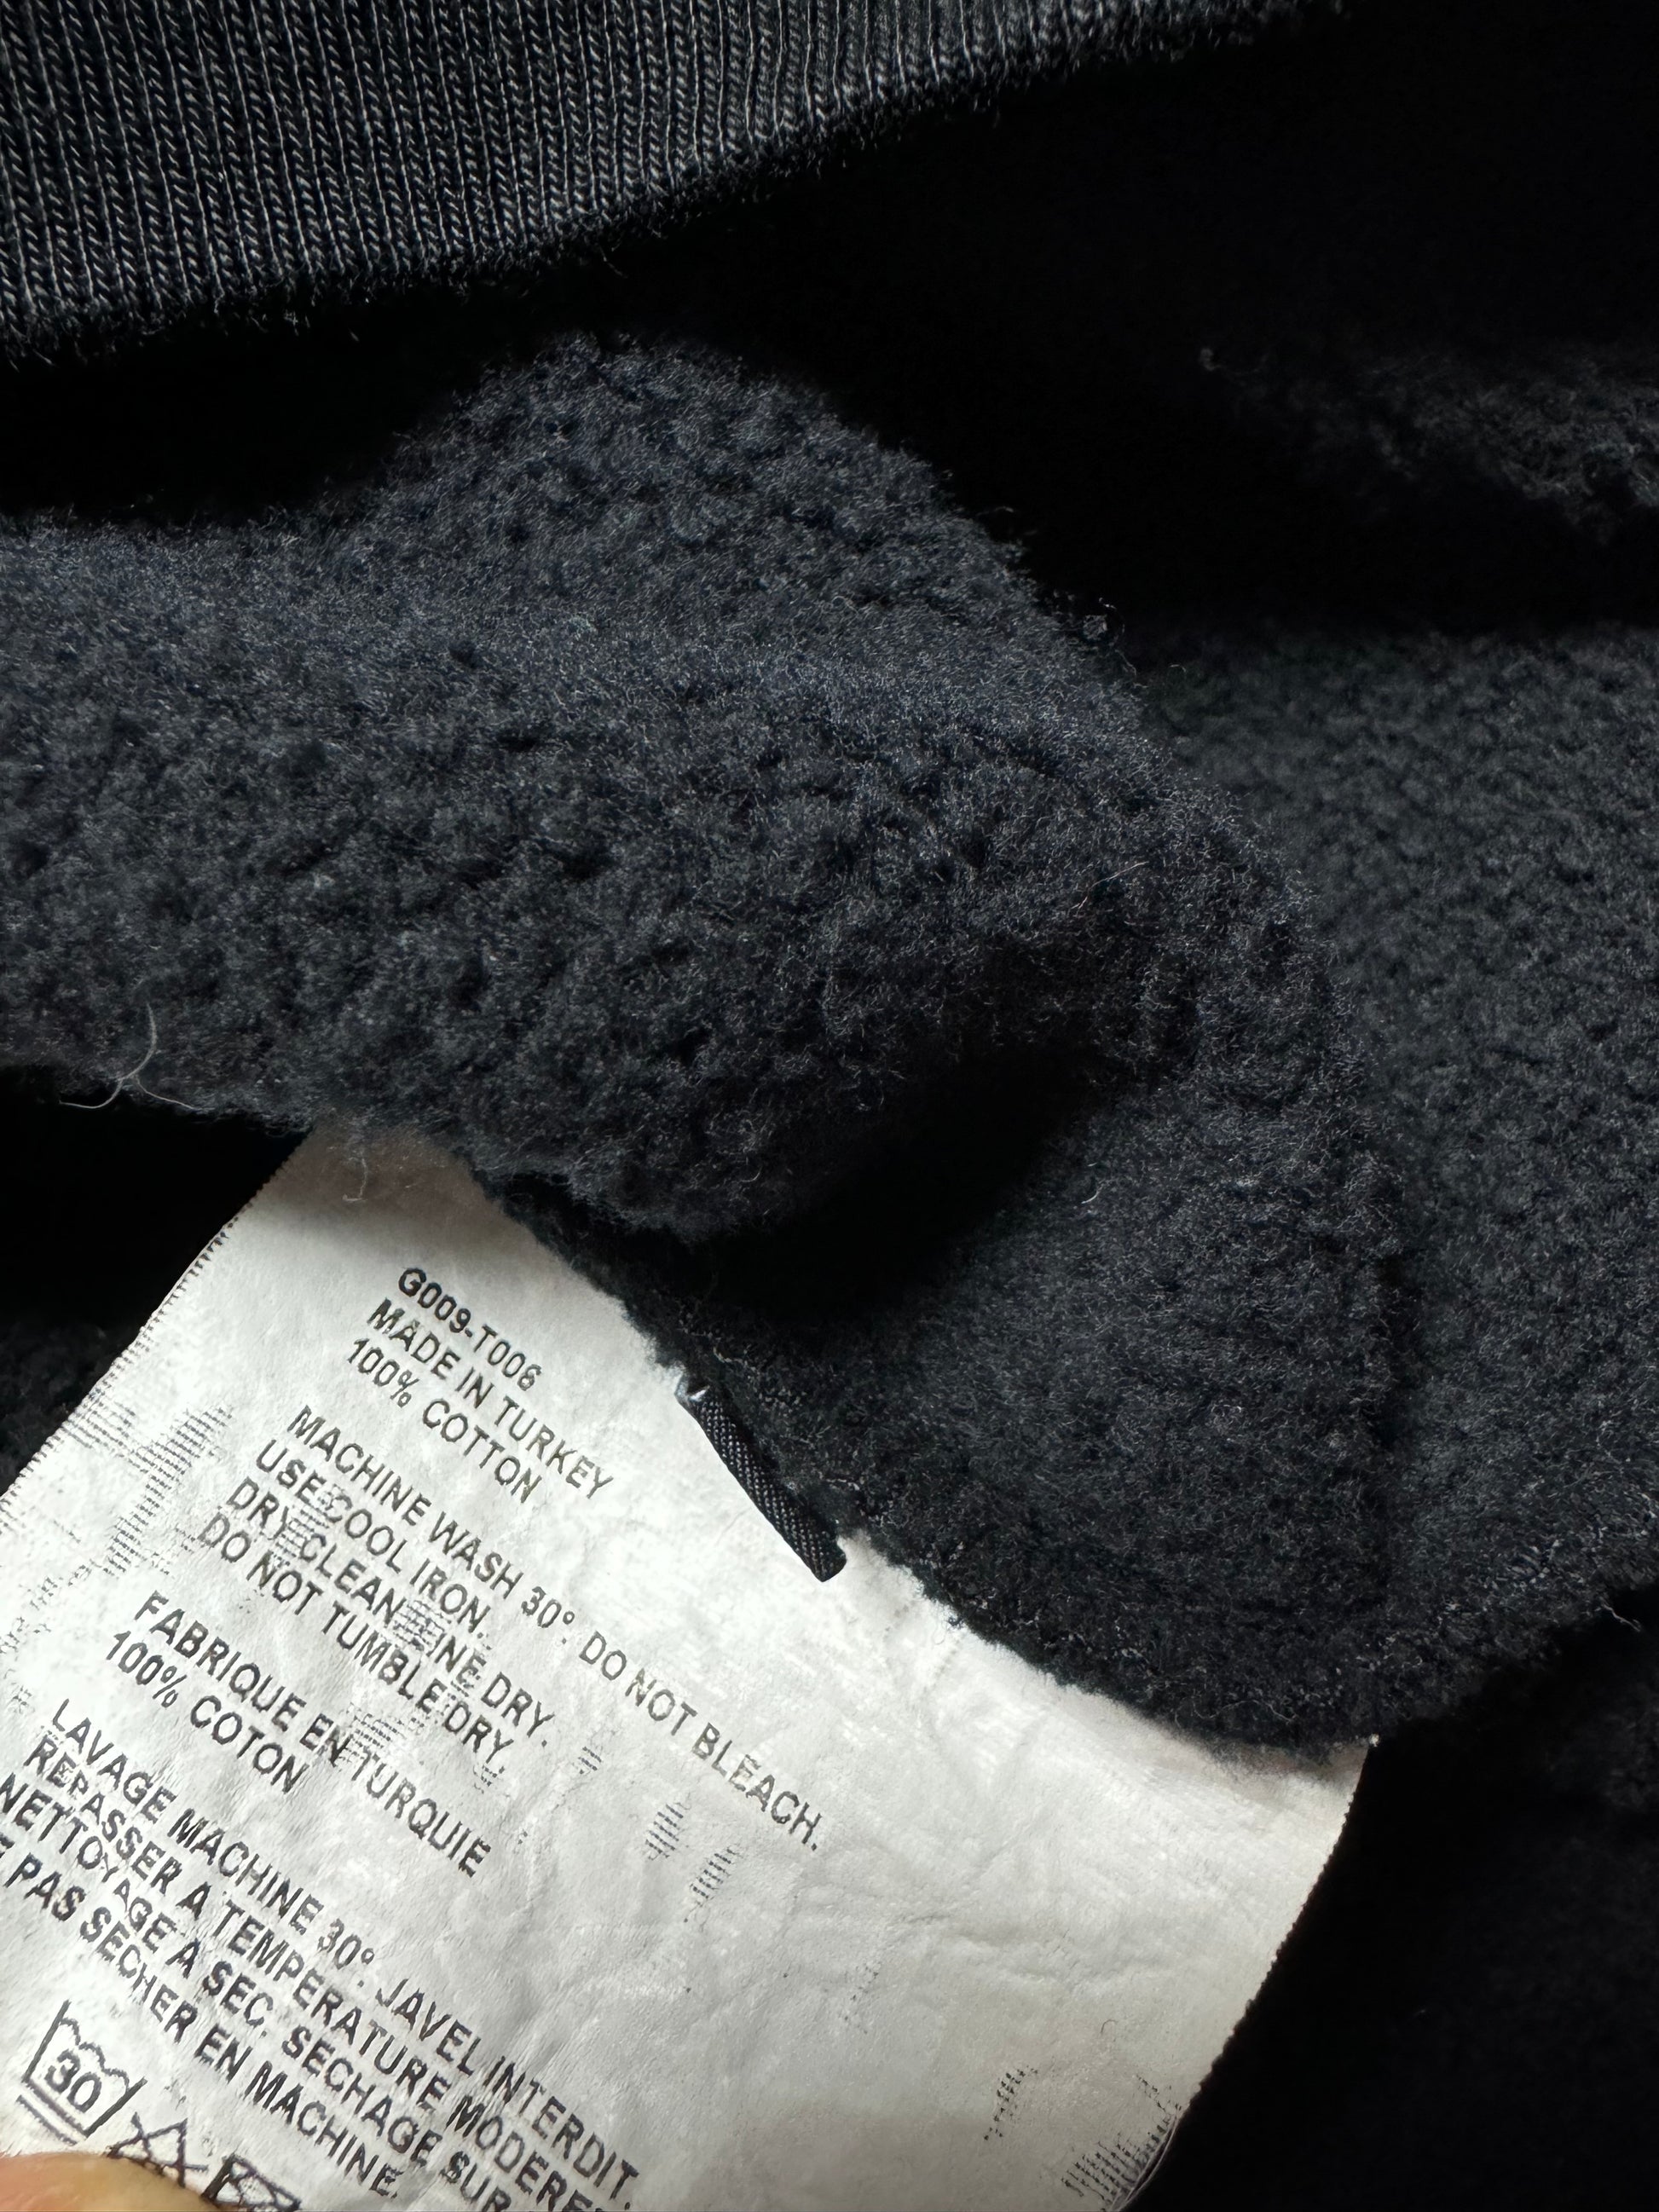 G009-T006
MADE IN TURKEY
100% COTTON
MACHINE WASH 30°. DO NOT BLEACH.
USE COOL IRON.
DRY CLEAN. LINE DRY.
DO NOT TUMBLE DRY.
FABRIQUE EN TURQUIE
100% COTON
LAVAGE MACHINE 30°. JAVEL INTERDIT.
REPASSER A TEMPERATURE MODEREE.
NETTOYAGE A SEC. SECHAGE SUR
PAS SECHER EN MACHINE.
30